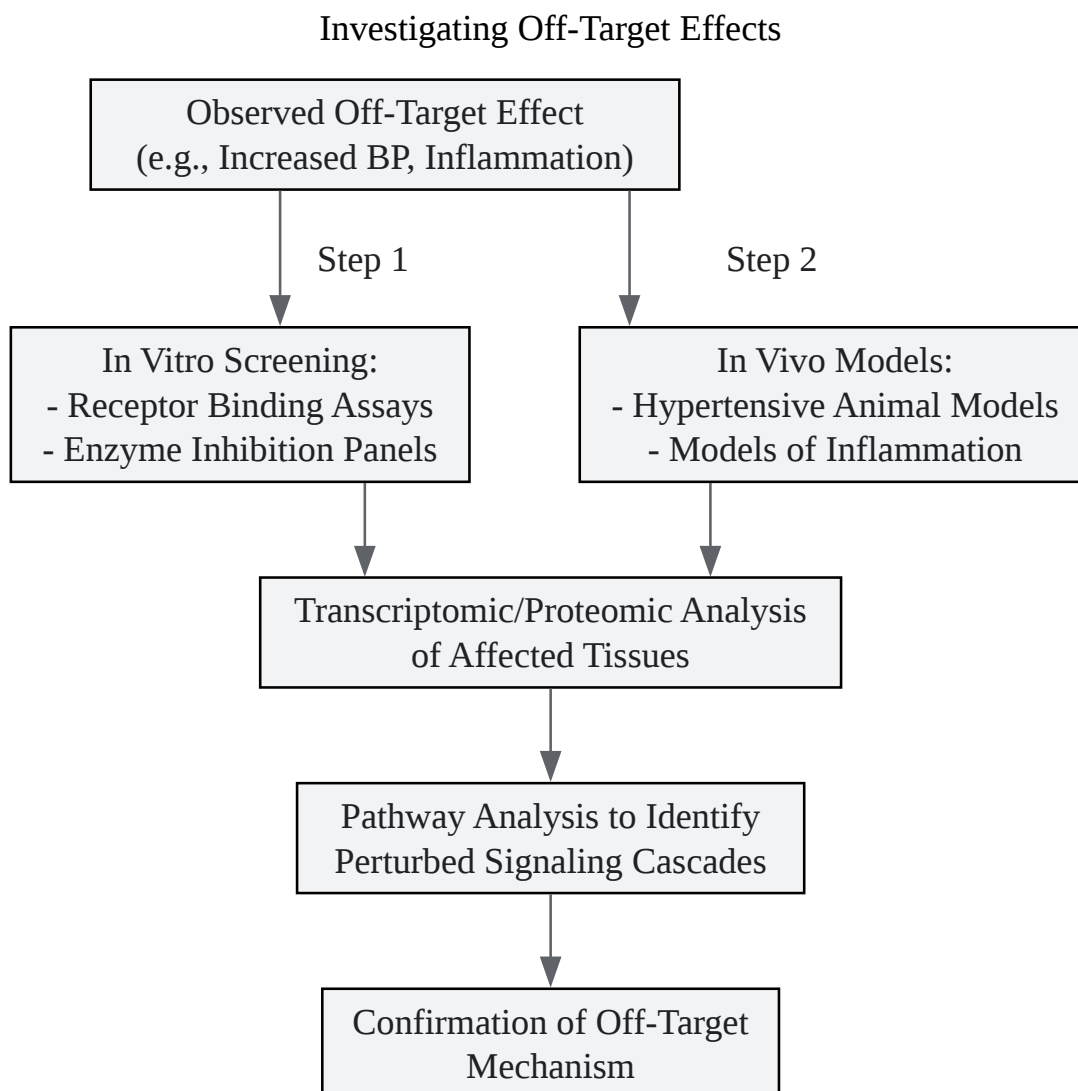 Investigating Off-Target Effects
Observed Off-Target Effect
(e.g., Increased BP, Inflammation)
Step 1
Step 2
In Vitro Screening:
- Receptor Binding Assays
- Enzyme Inhibition Panels
In Vivo Models:
- Hypertensive Animal Models
- Models of Inflammation
Transcriptomic/Proteomic Analysis
of Affected Tissues
Pathway Analysis to Identify
Perturbed Signaling Cascades
Confirmation of Off-Target
Mechanism